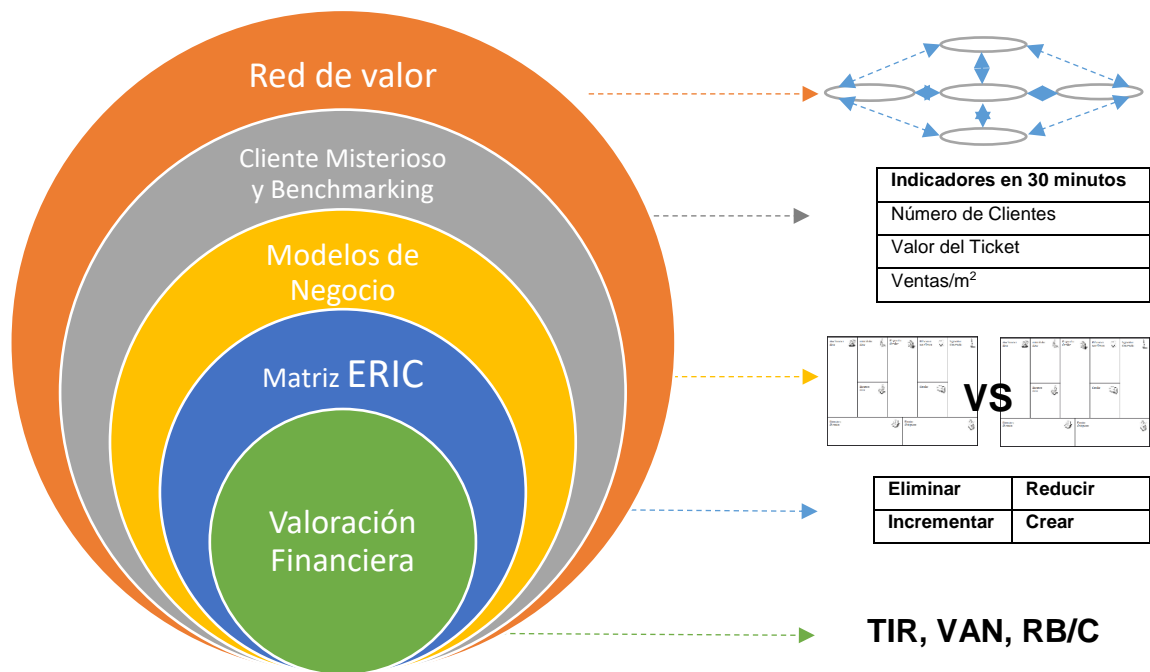 Red de valor
Cliente Misterioso
y Benchmarking
Indicadores en 30 minutos
Número de Clientes
Valor del Ticket
Ventas/m²
Modelos de
Negocio
VS
Matriz ERIC
Eliminar Reducir
Incrementar Crear
Valoración
Financiera
TIR, VAN, RB/C